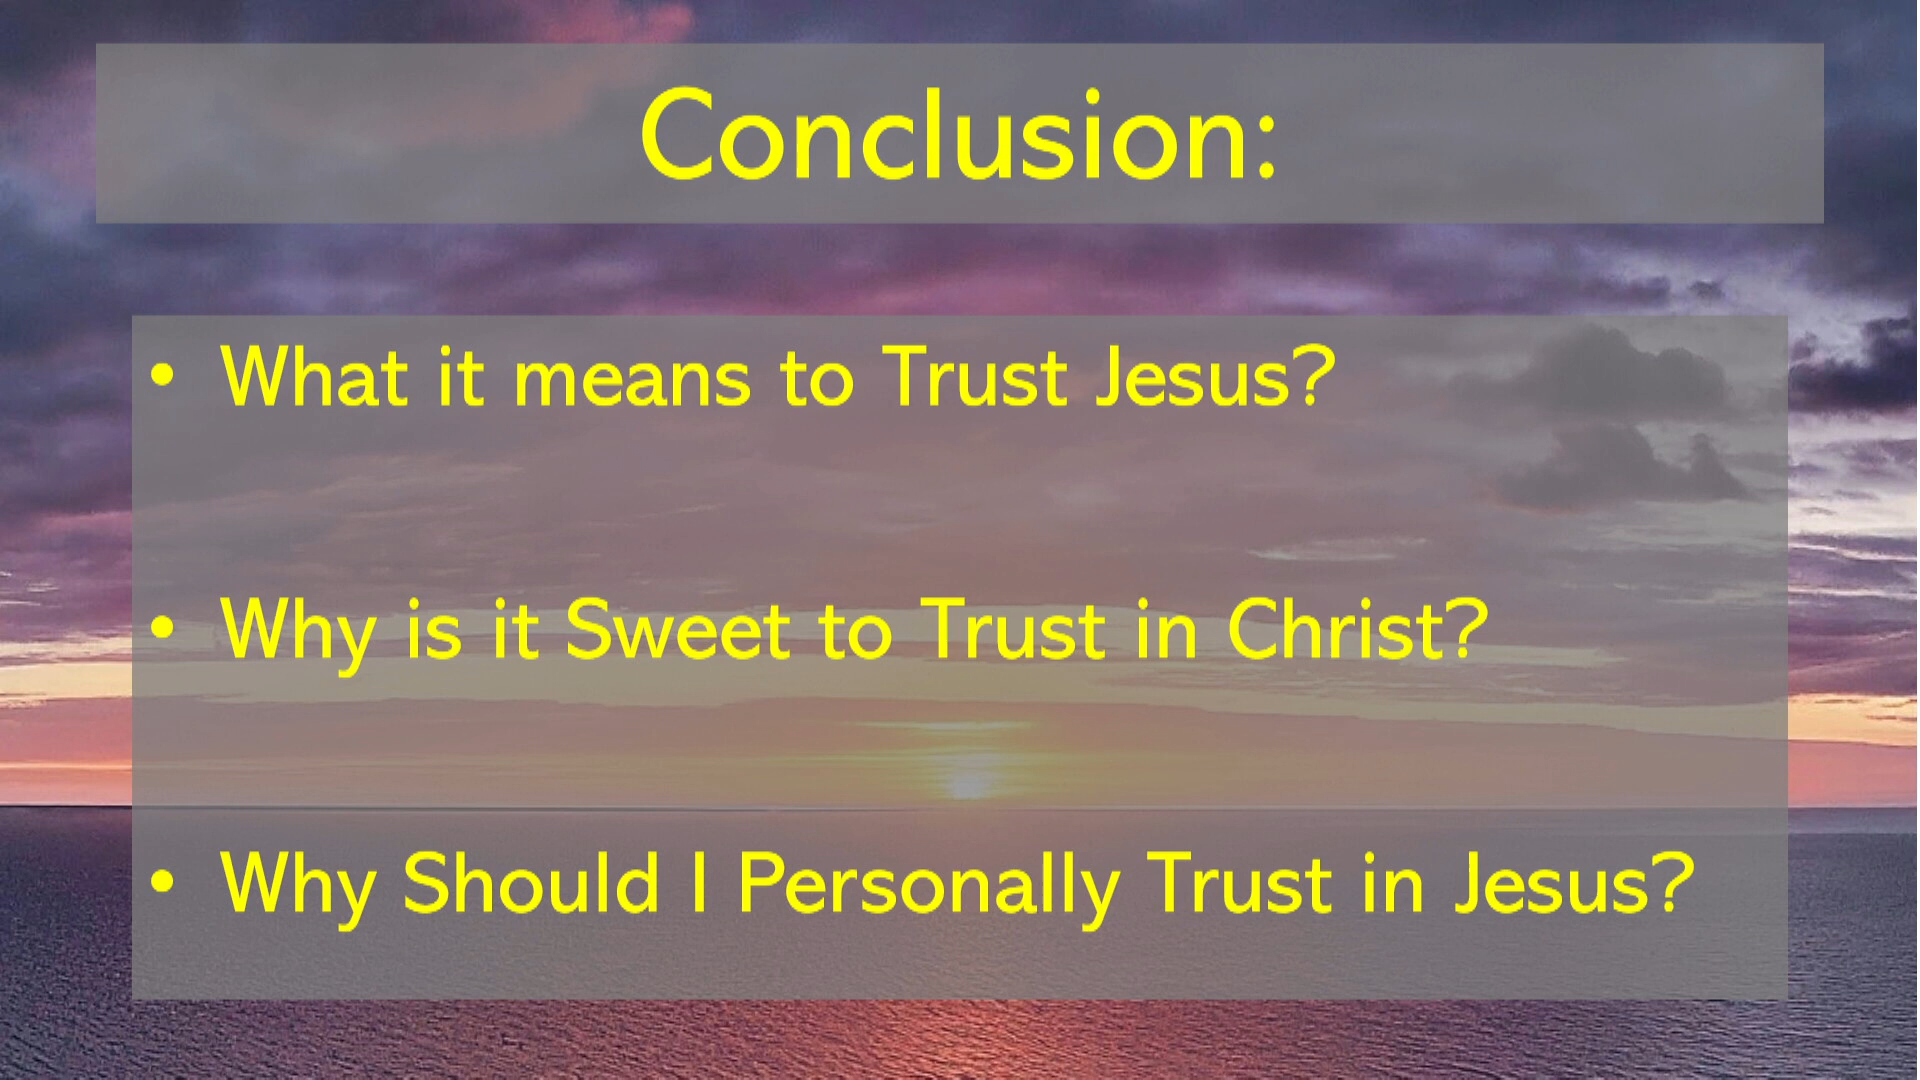 Conclusion:
• What it means to Trust Jesus?
• Why is it Sweet to Trust in Christ?
• Why Should I Personally Trust in Jesus?